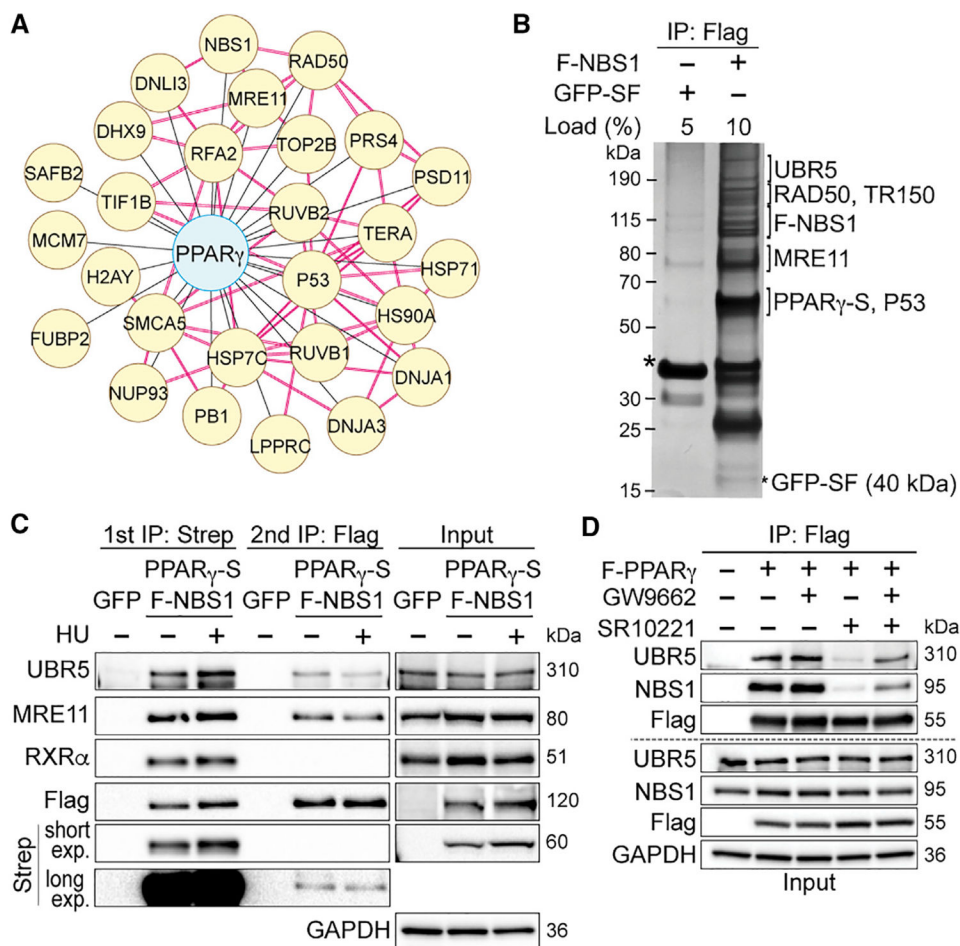 A
NBS1
RAD50
DNLI3
MRE11
DHX9
TOP2B
PRS4
RFA2
SAFB2
PSD11
TIF1B
RUVB2
TERA
MCM7
PPARγ
H2AY
P53
HSP71
SMCA5
HS90A
FUBP2
HSP7C
RUVB1
DNJA1
NUP93
PB1
DNJA3
LPPRC
B
IP: Flag
F-NBS1 – +
GFP-SF + –
Load (%) 5 10
kDa
190
115
80
70
50
*
30
25
15
UBR5
RAD50, TR150
F-NBS1
MRE11
PPARγ-S, P53
* GFP-SF (40 kDa)
C
1st IP: Strep 2nd IP: Flag Input
PPARγ-S PPARγ-S PPARγ-S
GFP F-NBS1 GFP F-NBS1 GFP F-NBS1
HU – – + – – + – – + kDa
UBR5 310
MRE11 80
RXRα 51
Flag 120
Strep
short exp. 60
long exp.
GAPDH 36
D
IP: Flag
F-PPARγ – + + + +
GW9662 – – + – +
SR10221 – – – + + kDa
UBR5 310
NBS1 95
Flag 55
UBR5 310
NBS1 95
Flag 55
GAPDH 36
Input